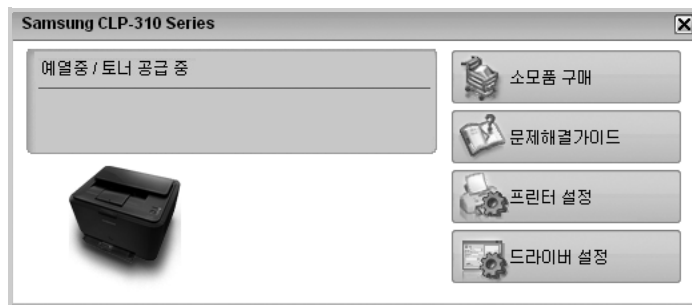 Samsung CLP-310 Series
예열중 / 토너 공급 중
소모품 구매
문제해결가이드
프린터 설정
드라이버 설정